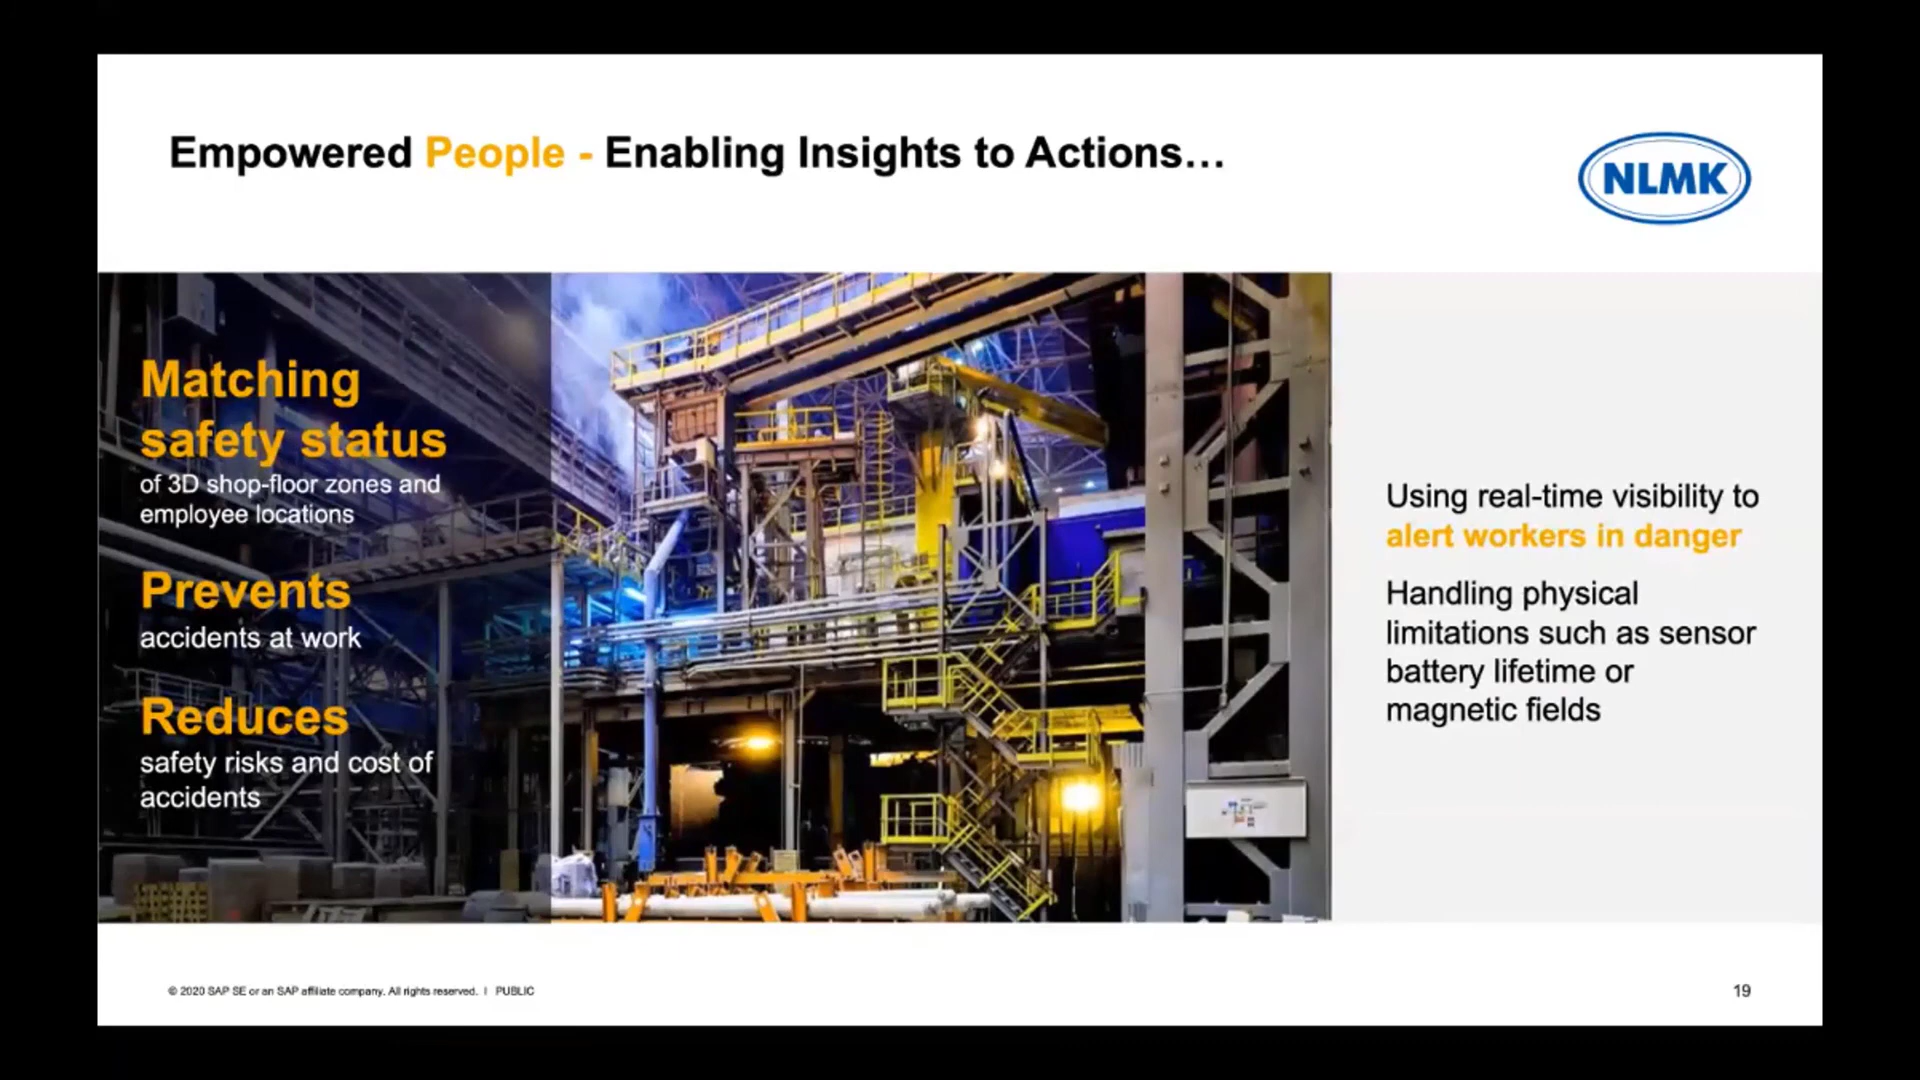 Empowered People - Enabling Insights to Actions…
NLMK
Matching
safety status
of 3D shop-floor zones and
employee locations
Prevents
accidents at work
Reduces
safety risks and cost of
accidents
Using real-time visibility to
alert workers in danger
Handling physical
limitations such as sensor
battery lifetime or
magnetic fields
© 2020 SAP SE or an SAP affiliate company. All rights reserved. I PUBLIC
19